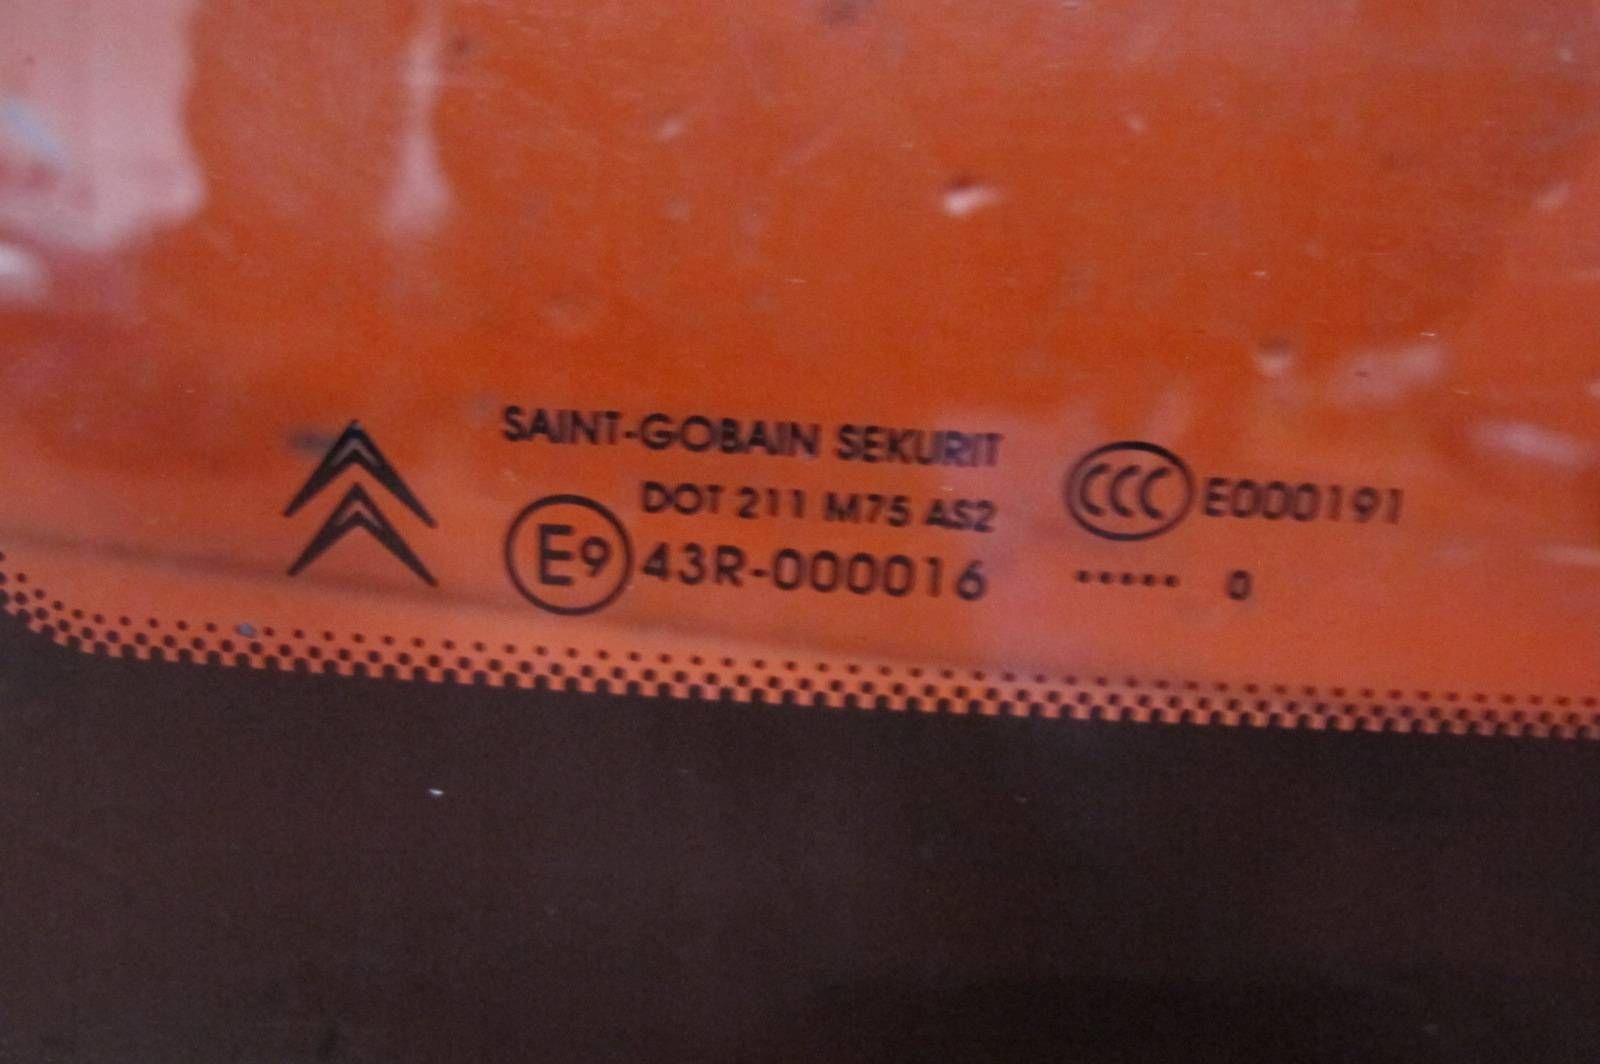 SAINT-GOBAIN SEKURIT
DOT 211 M75 AS2
E9 43R-000016
CCC E000191
..... 0